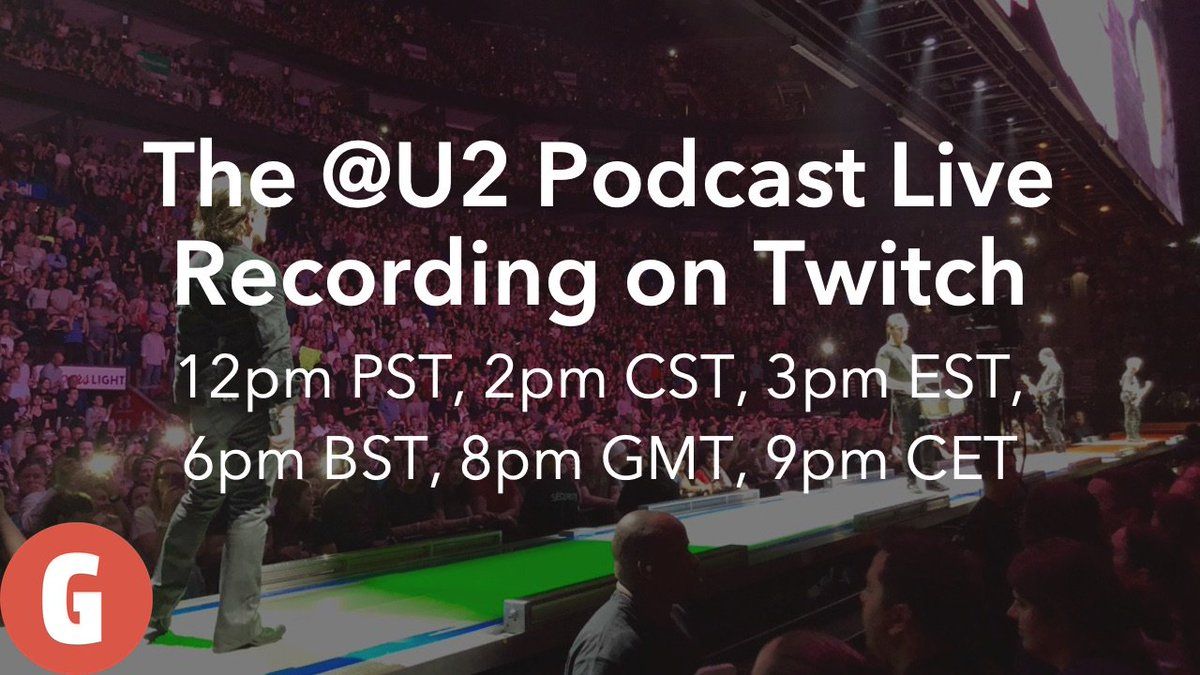 The @U2 Podcast Live
Recording on Twitch
12pm PST, 2pm CST, 3pm EST,
6pm BST, 8pm GMT, 9pm CET
LIGHT
G